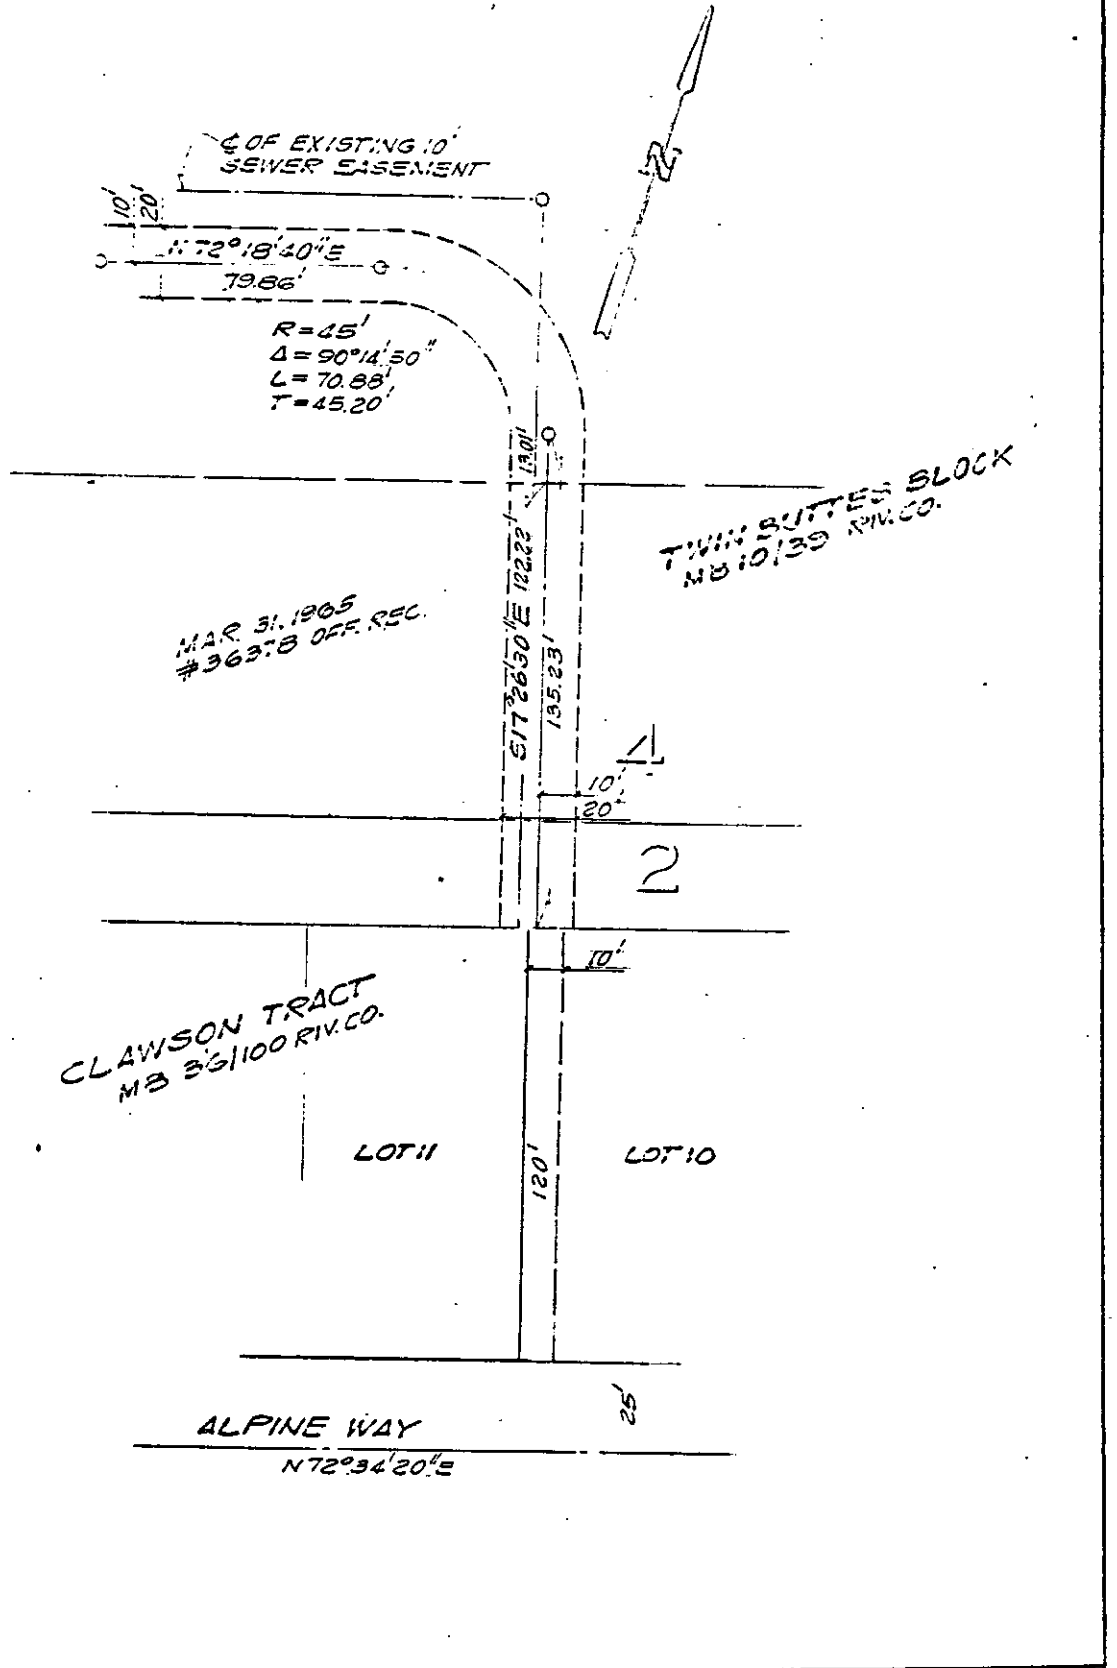 N
℄ OF EXISTING 10'
SEWER EASEMENT
10'
20'
N 72°18'40"E
79.86'
R=45'
Δ=90°14'50"
L=70.88'
T=45.20'
13.01'
TWIN BUTTES BLOCK
MB 10/39 RIV. CO.
S17°26'30"E 122.22'
135.23'
MAR. 31, 1965
#36378 OFF. REC.
4
10'
20'
2
10'
CLAWSON TRACT
MB 36/100 RIV. CO.
LOT 11
120'
LOT 10
25'
ALPINE WAY
N72°34'20"E